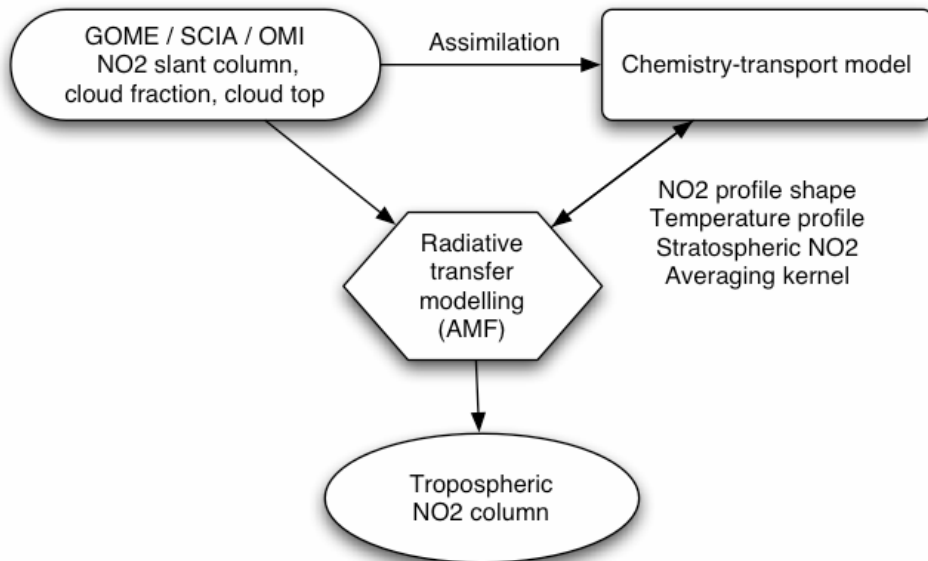 GOME / SCIA / OMI
NO2 slant column,
cloud fraction, cloud top
Assimilation
Chemistry-transport model
NO2 profile shape
Temperature profile
Stratospheric NO2
Averaging kernel
Radiative
transfer
modelling
(AMF)
Tropospheric
NO2 column